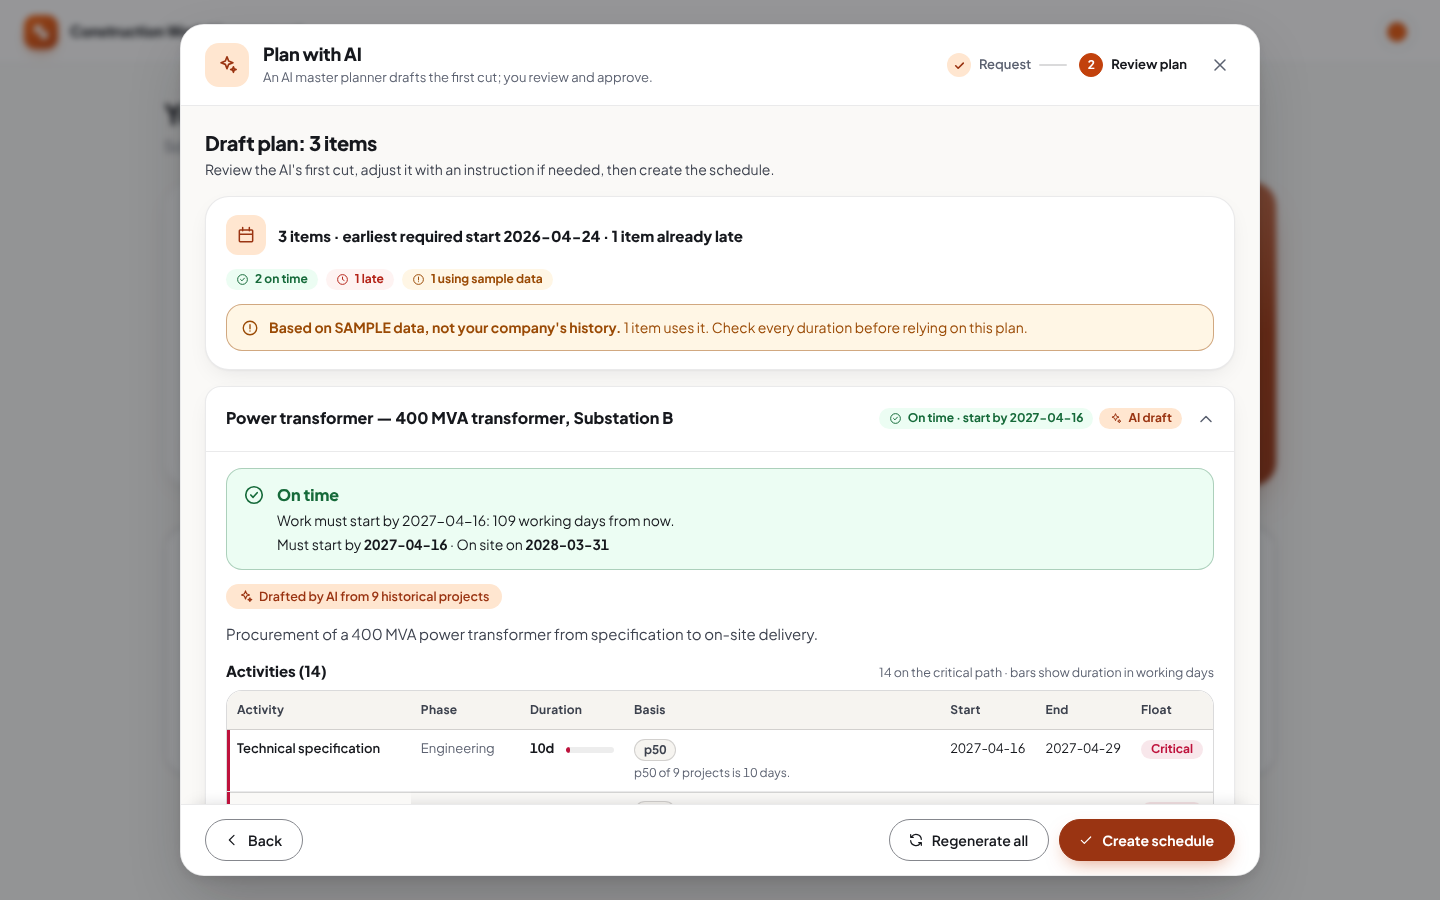 Plan with AI
An AI master planner drafts the first cut; you review and approve.
Request
2 Review plan
Draft plan: 3 items
Review the AI's first cut, adjust it with an instruction if needed, then create the schedule.
3 items · earliest required start 2026-04-24 · 1 item already late
2 on time
1 late
1 using sample data
Based on SAMPLE data, not your company's history. 1 item uses it. Check every duration before relying on this plan.
Power transformer — 400 MVA transformer, Substation B
On time · start by 2027-04-16
AI draft
On time
Work must start by 2027-04-16: 109 working days from now.
Must start by 2027-04-16 · On site on 2028-03-31
Drafted by AI from 9 historical projects
Procurement of a 400 MVA power transformer from specification to on-site delivery.
Activities (14)
14 on the critical path · bars show duration in working days
Activity Phase Duration Basis Start End Float
Technical specification Engineering 10d p50 2027-04-16 2027-04-29 Critical
p50 of 9 projects is 10 days.
Back
Regenerate all
Create schedule